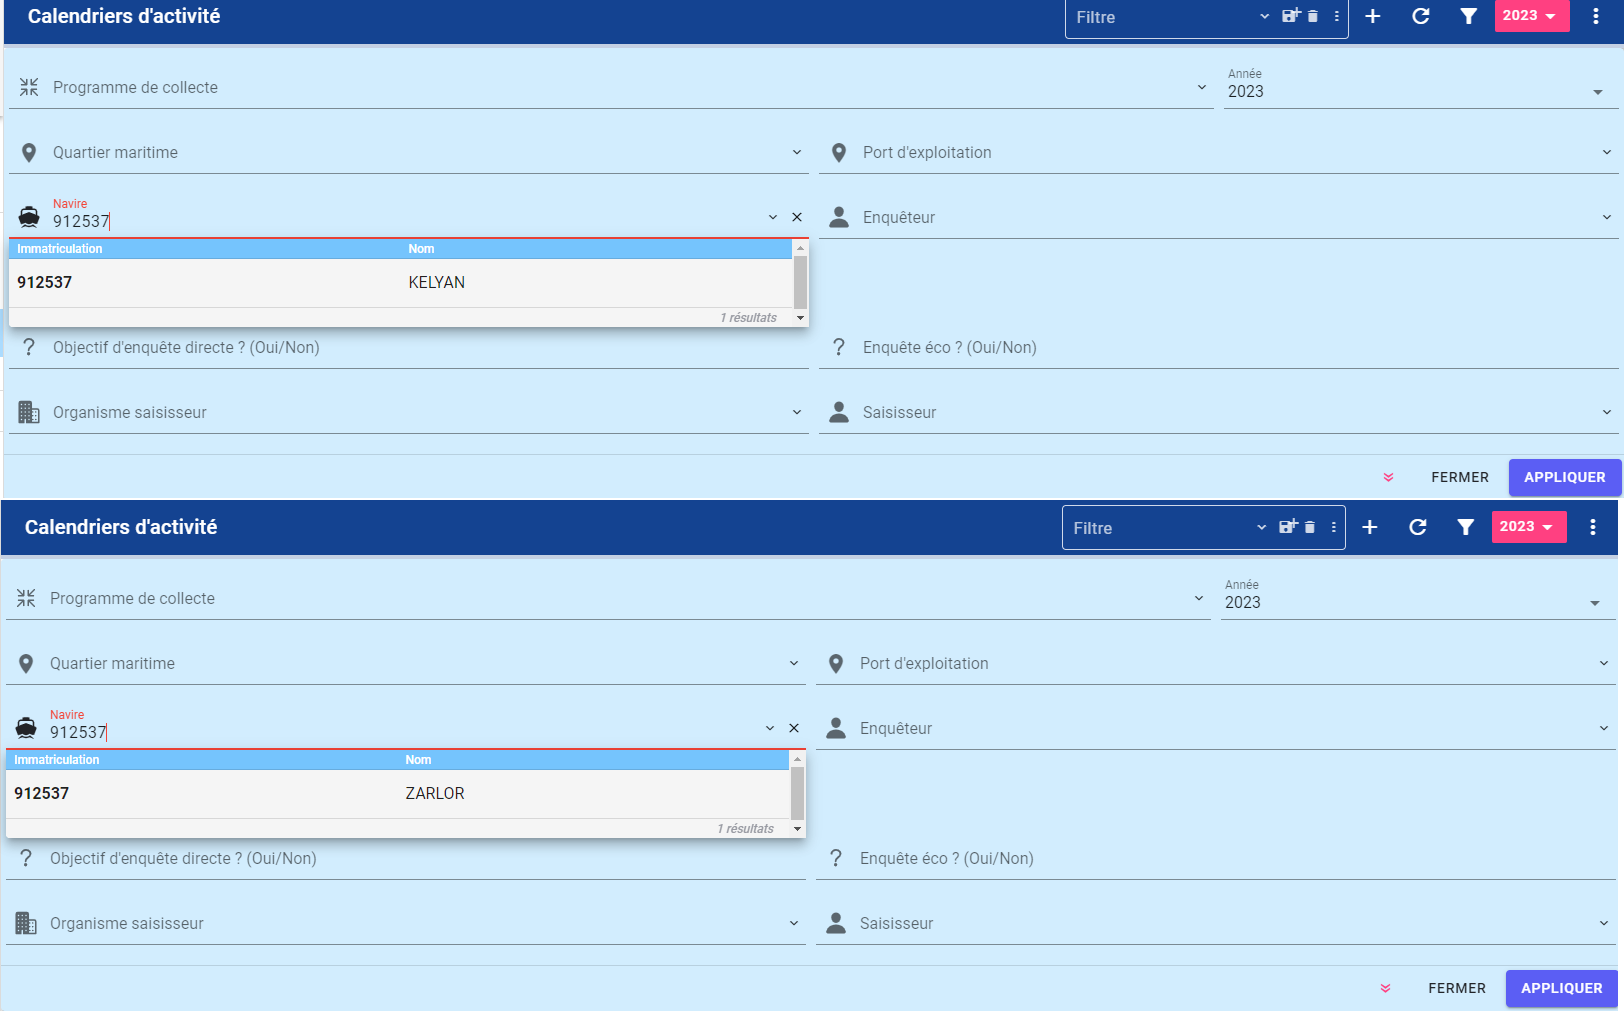 Calendriers d'activité
Filtre
2023
Programme de collecte
Année
2023
Quartier maritime
Port d'exploitation
Navire
912537
Enquêteur
Immatriculation Nom
912537 KELYAN
1 résultats
Objectif d'enquête directe ? (Oui/Non)
Enquête éco ? (Oui/Non)
Organisme saisisseur
Saisisseur
FERMER
APPLIQUER
Calendriers d'activité
Filtre
2023
Programme de collecte
Année
2023
Quartier maritime
Port d'exploitation
Navire
912537
Enquêteur
Immatriculation Nom
912537 ZARLOR
1 résultats
Objectif d'enquête directe ? (Oui/Non)
Enquête éco ? (Oui/Non)
Organisme saisisseur
Saisisseur
FERMER
APPLIQUER